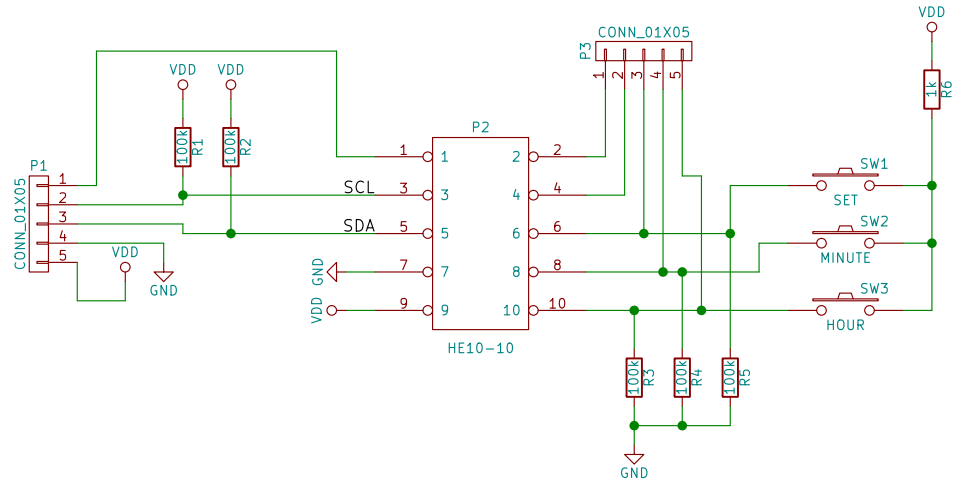 VDD
CONN_01X05
P3
1
2
3
4
5
1k
R6
VDD
VDD
100k
R1
100k
R2
P2
P1
CONN_01X05
1
2
3
4
5
VDD
GND
SCL
SDA
1
3
5
7
9
GND
VDD
1
3
5
7
9
2
4
6
8
10
2
4
6
8
10
HE10-10
SW1
SET
SW2
MINUTE
SW3
HOUR
100k
R3
100k
R4
100k
R5
GND